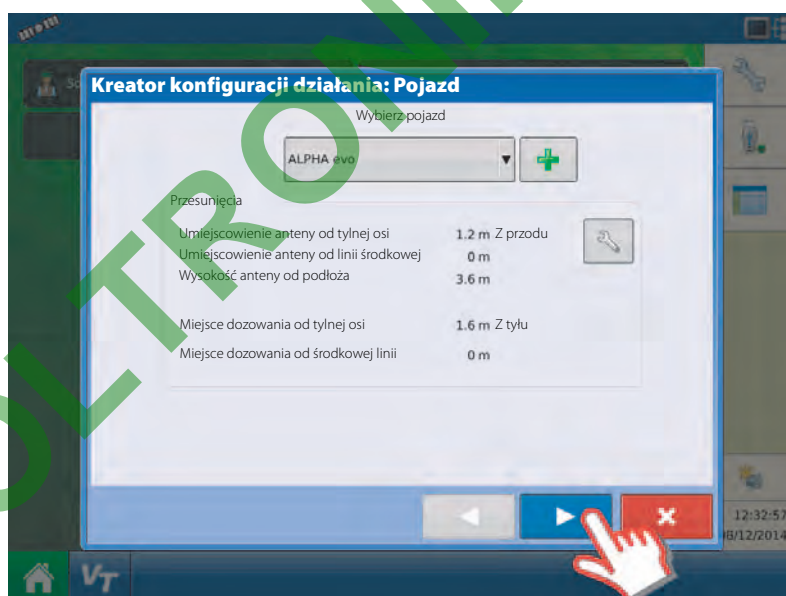 Kreator konfiguracji działania: Pojazd
Wybierz pojazd
ALPHA evo
Przesunięcia
Umiejscowienie anteny od tylnej osi 1.2 m Z przodu
Umiejscowienie anteny od linii środkowej 0 m
Wysokość anteny od podłoża 3.6 m
Miejsce dozowania od tylnej osi 1.6 m Z tyłu
Miejsce dozowania od środkowej linii 0 m
12:32:57
08/12/2014
VT